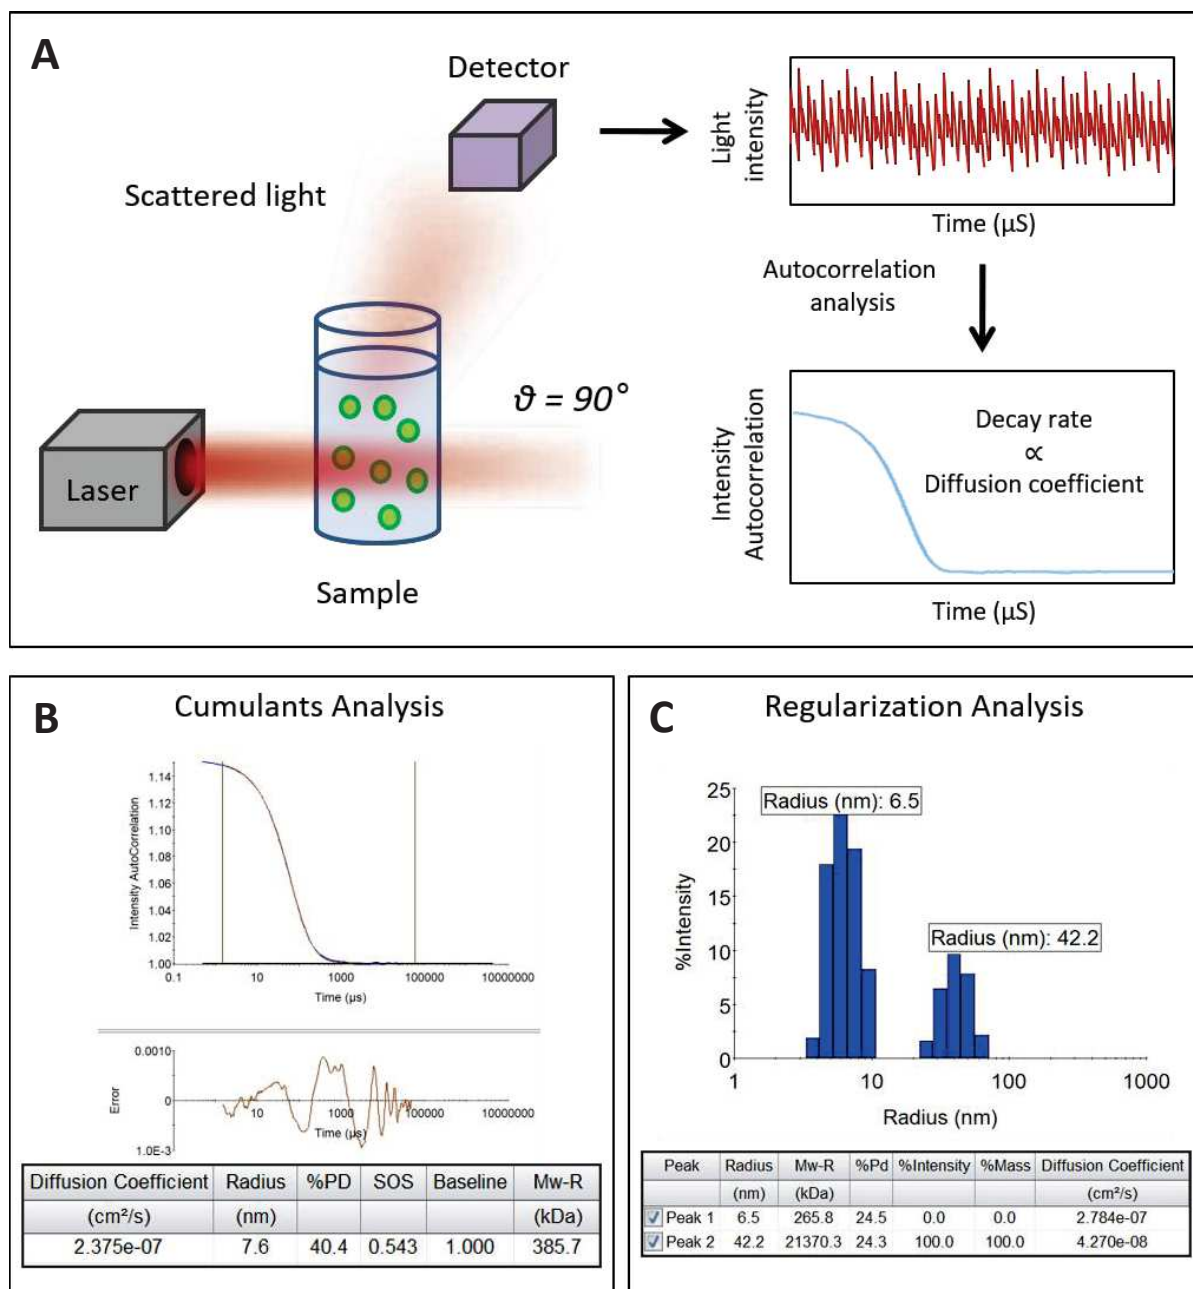 A
Detector
Scattered light
Light intensity
Time (µS)
Autocorrelation
analysis
ϑ = 90°
Laser
Sample
Intensity
Autocorrelation
Decay rate
∝
Diffusion coefficient
Time (µS)
B
Cumulants Analysis
Intensity AutoCorrelation
1.14
1.12
1.10
1.08
1.06
1.04
1.02
1.00
0.1 10 1000 100000 10000000
Time (µs)
Error
0.0010
0
1.0E-3
10 1000 100000 10000000
Time (µs)
Diffusion Coefficient Radius %PD SOS Baseline Mw-R
(cm²/s) (nm) (kDa)
2.375e-07 7.6 40.4 0.543 1.000 385.7
C
Regularization Analysis
%Intensity
25
20
15
10
5
0
Radius (nm): 6.5
Radius (nm): 42.2
1 10 100 1000
Radius (nm)
Peak Radius Mw-R %Pd %Intensity %Mass Diffusion Coefficient
(nm) (kDa) (cm²/s)
Peak 1 6.5 265.8 24.5 0.0 0.0 2.784e-07
Peak 2 42.2 21370.3 24.3 100.0 100.0 4.270e-08